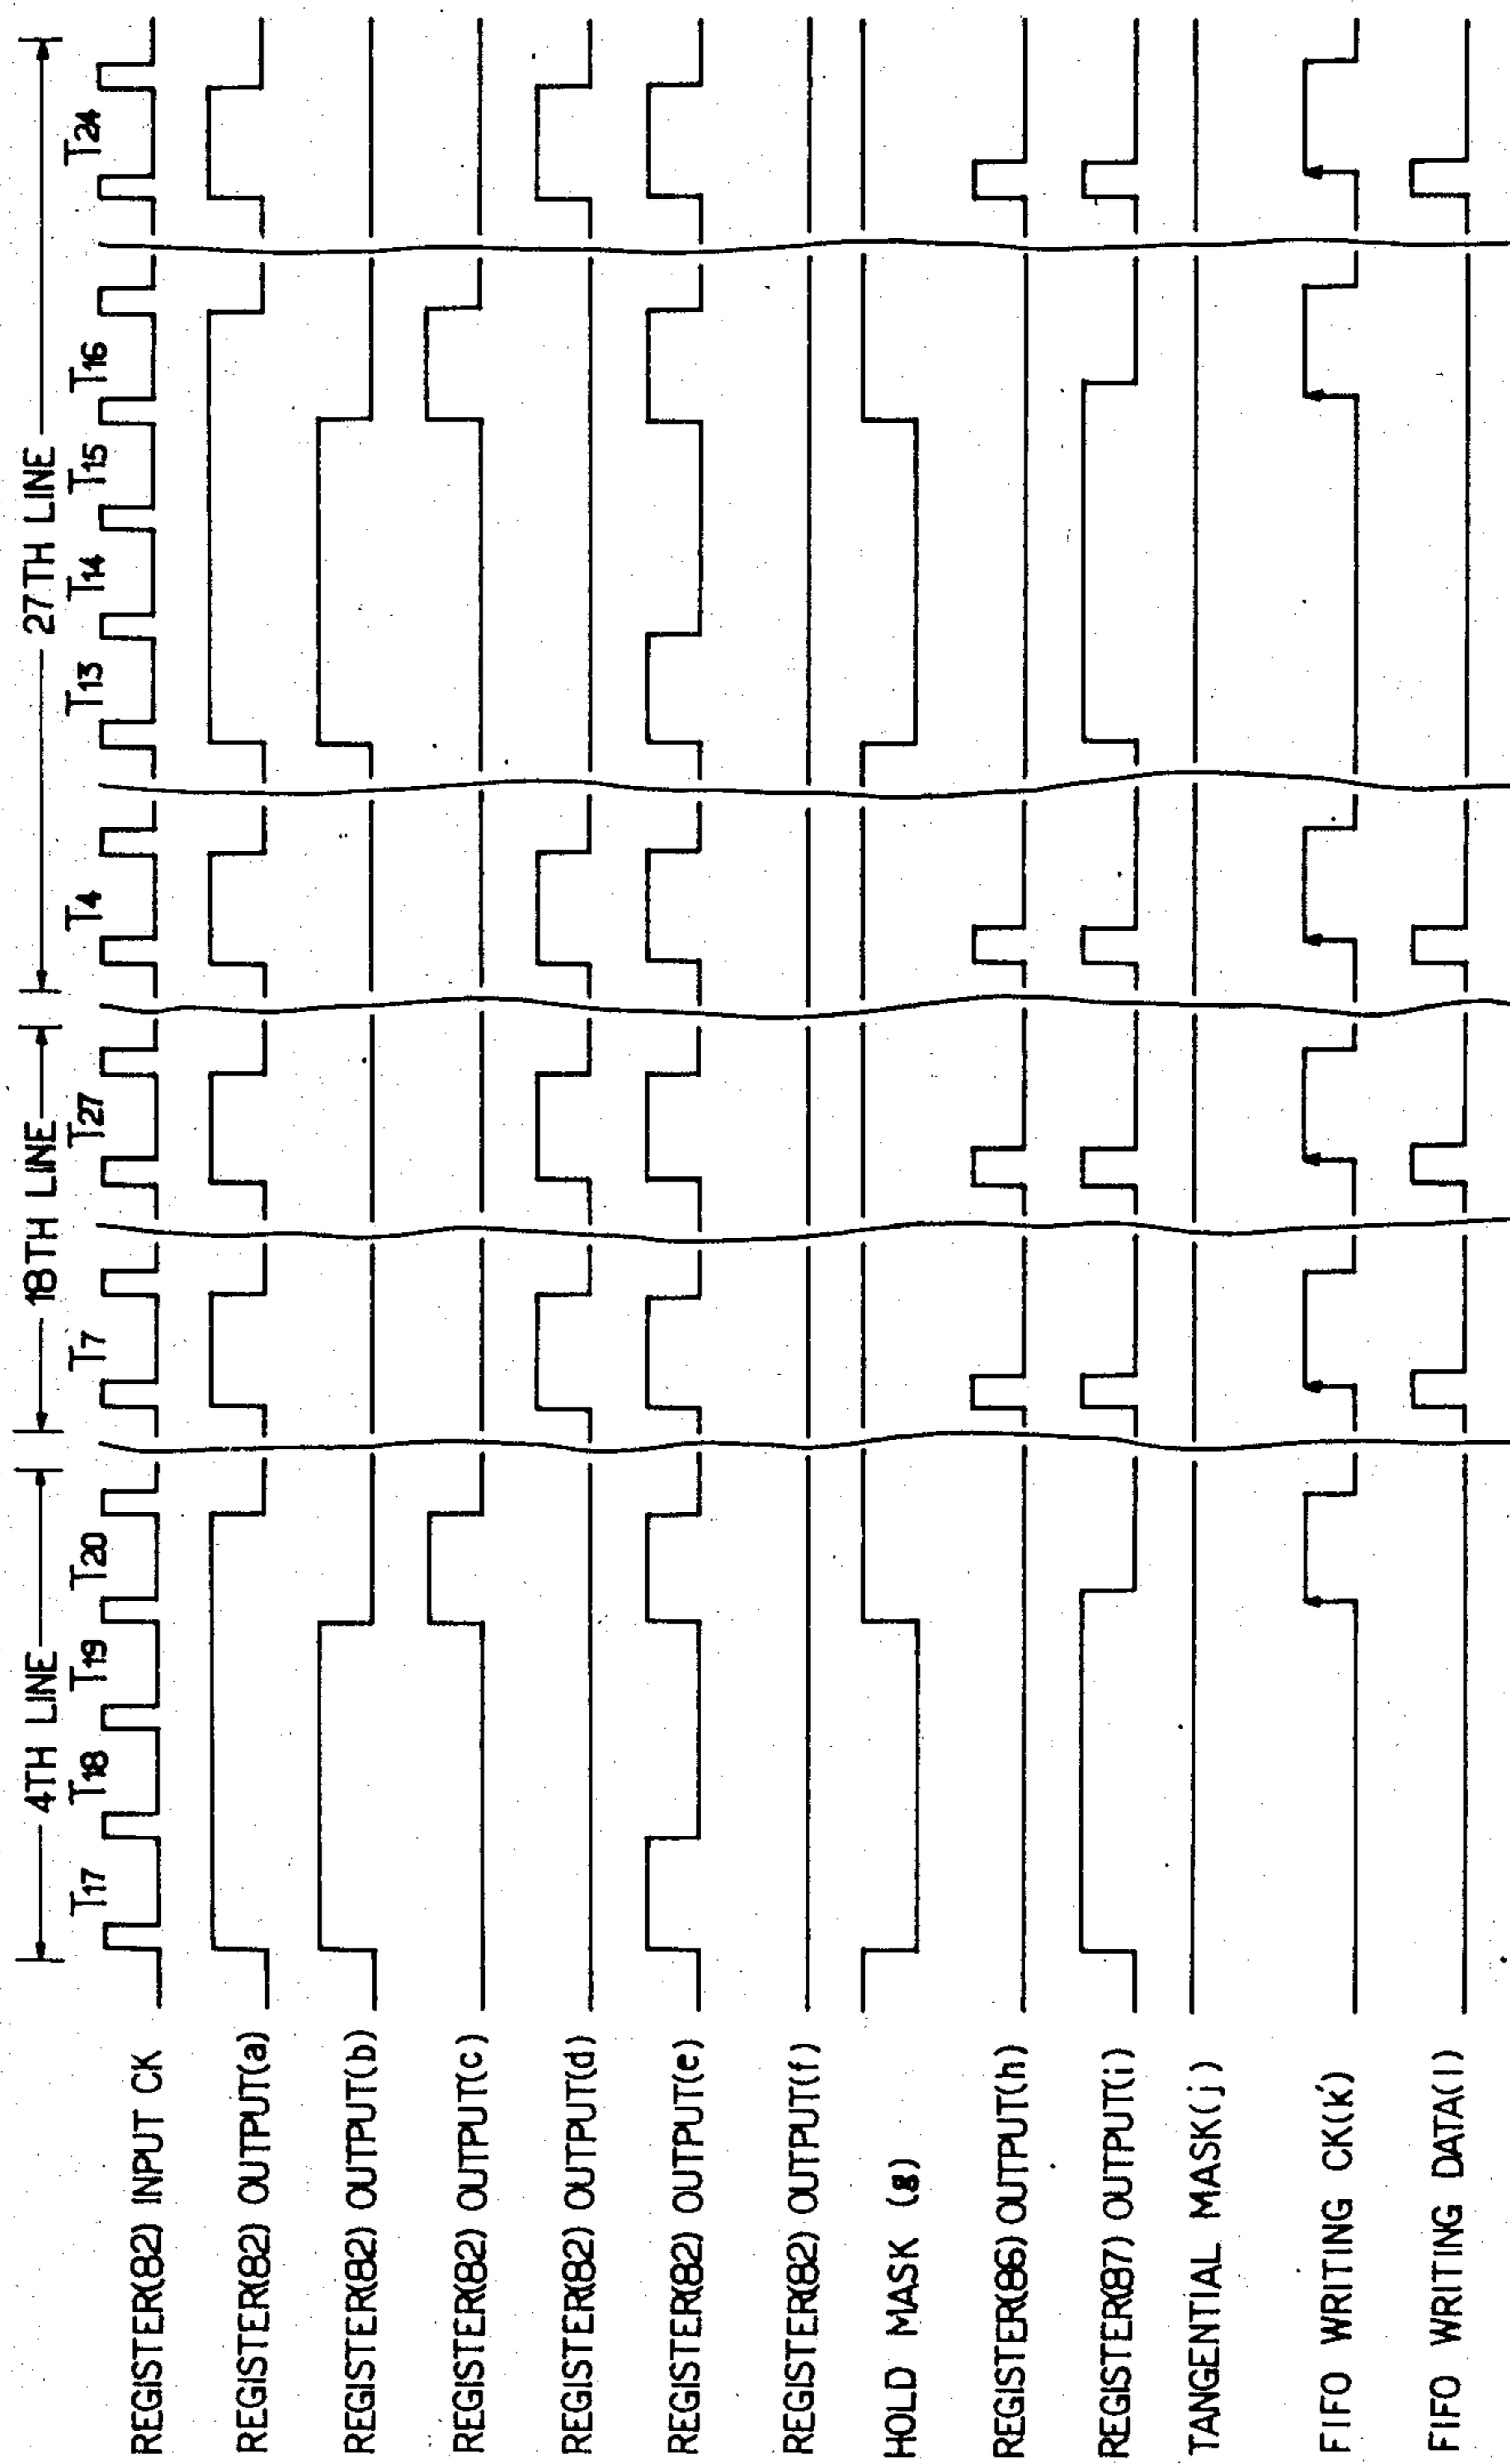 4TH LINE 18TH LINE 27TH LINE
T17 T18 T19 T20 T7 T27 T4 T13 T14 T15 T16 T24
REGISTER(82) INPUT CK
REGISTER(82) OUTPUT(a)
REGISTER(82) OUTPUT(b)
REGISTER(82) OUTPUT(c)
REGISTER(82) OUTPUT(d)
REGISTER(82) OUTPUT(e)
REGISTER(82) OUTPUT(f)
HOLD MASK (g)
REGISTER(86) OUTPUT(h)
REGISTER(87) OUTPUT(i)
TANGENTIAL MASK(j)
FIFO WRITING CK(k')
FIFO WRITING DATA(l)